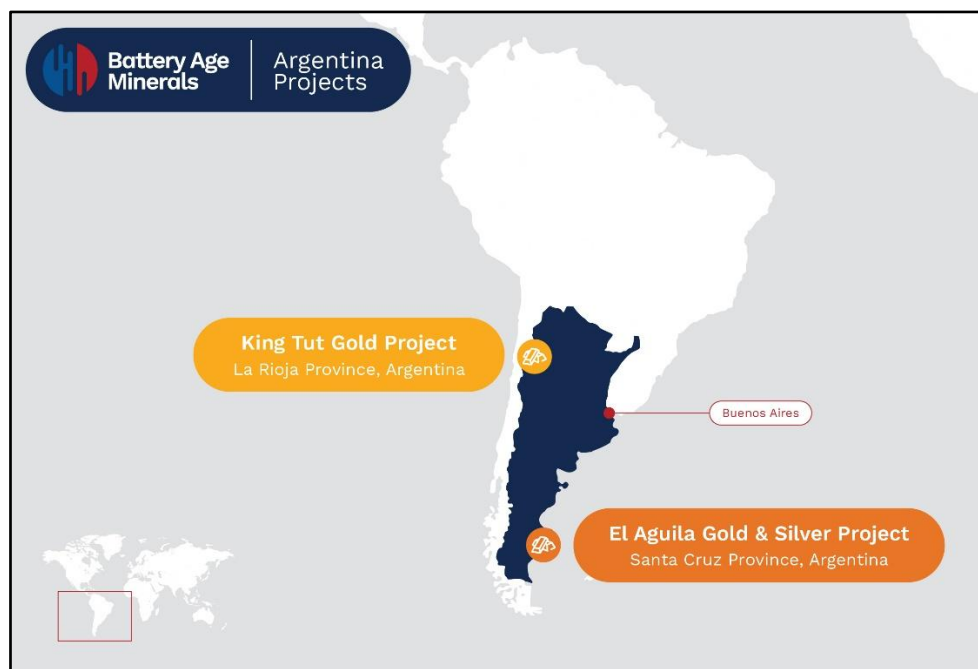 Battery Age
Minerals
Argentina
Projects
King Tut Gold Project
La Rioja Province, Argentina
Buenos Aires
El Aguila Gold & Silver Project
Santa Cruz Province, Argentina